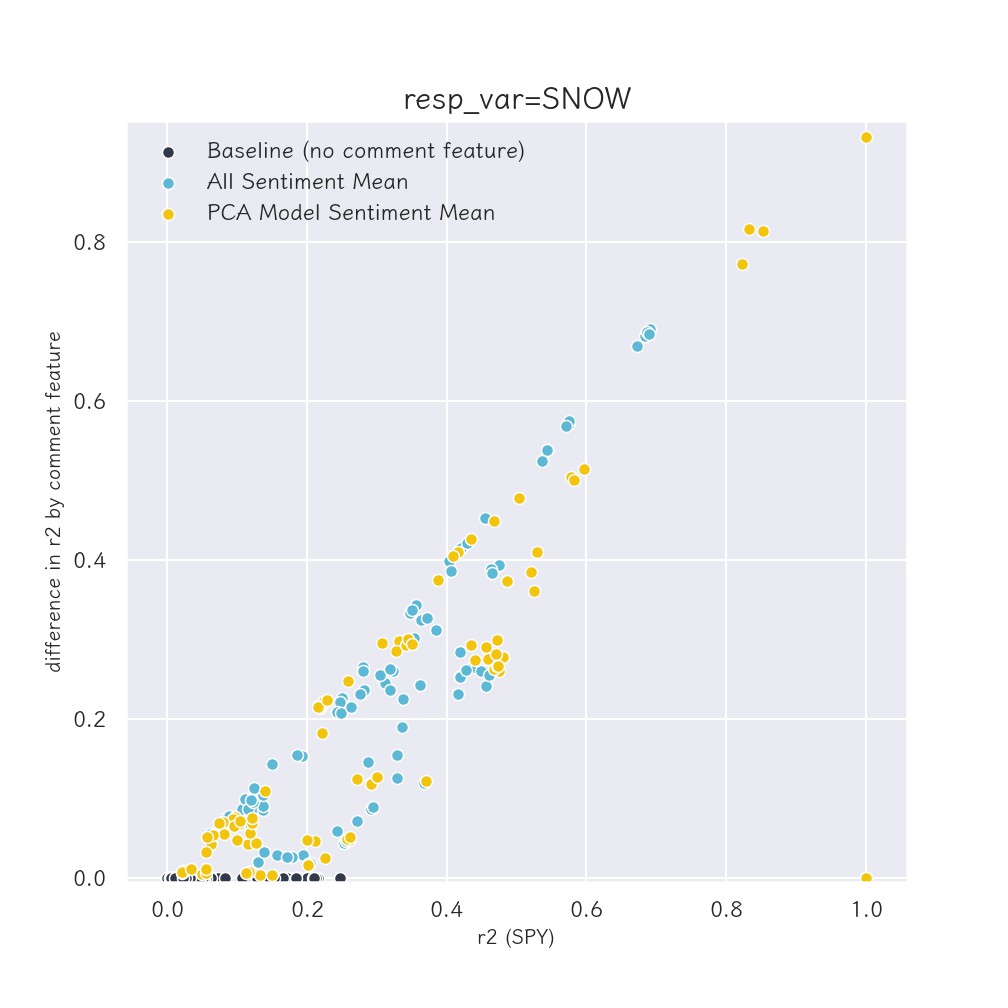 resp_var=SNOW
Baseline (no comment feature)
All Sentiment Mean
PCA Model Sentiment Mean
difference in r2 by comment feature
0.8
0.6
0.4
0.2
0.0
0.0 0.2 0.4 0.6 0.8 1.0
r2 (SPY)